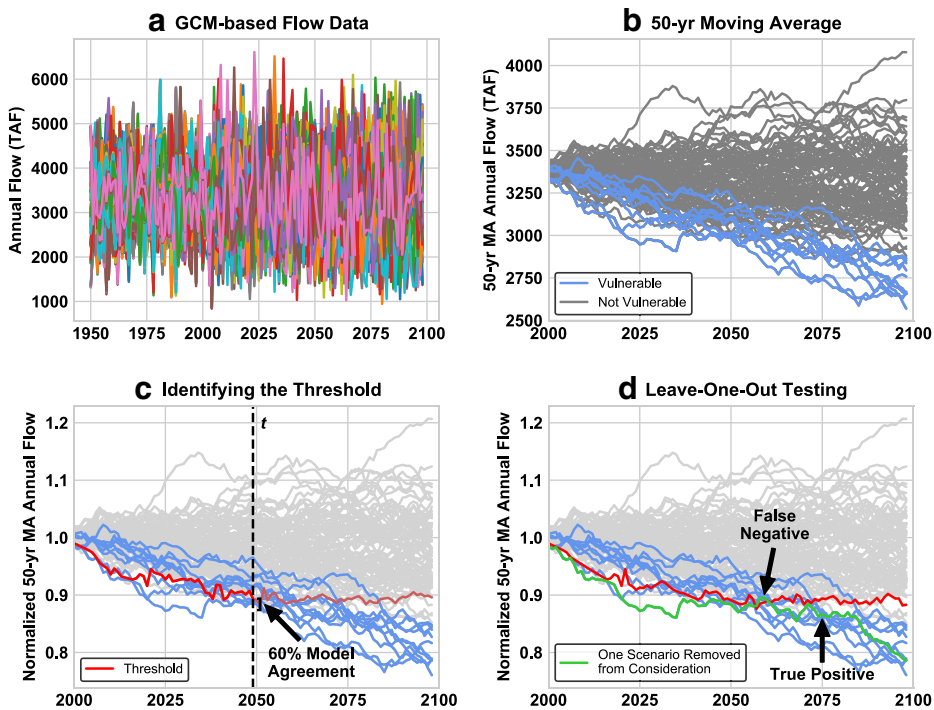 a GCM-based Flow Data
Annual Flow (TAF)
6000
5000
4000
3000
2000
1000
1950 1975 2000 2025 2050 2075 2100
b 50-yr Moving Average
50-yr MA Annual Flow (TAF)
4000
3750
3500
3250
3000
2750
2500
Vulnerable
Not Vulnerable
2000 2025 2050 2075 2100
c Identifying the Threshold
Normalized 50-yr MA Annual Flow
1.2
1.1
1.0
0.9
0.8
t
60% Model
Agreement
Threshold
2000 2025 2050 2075 2100
d Leave-One-Out Testing
Normalized 50-yr MA Annual Flow
1.2
1.1
1.0
0.9
0.8
False
Negative
True Positive
One Scenario Removed
from Consideration
2000 2025 2050 2075 2100